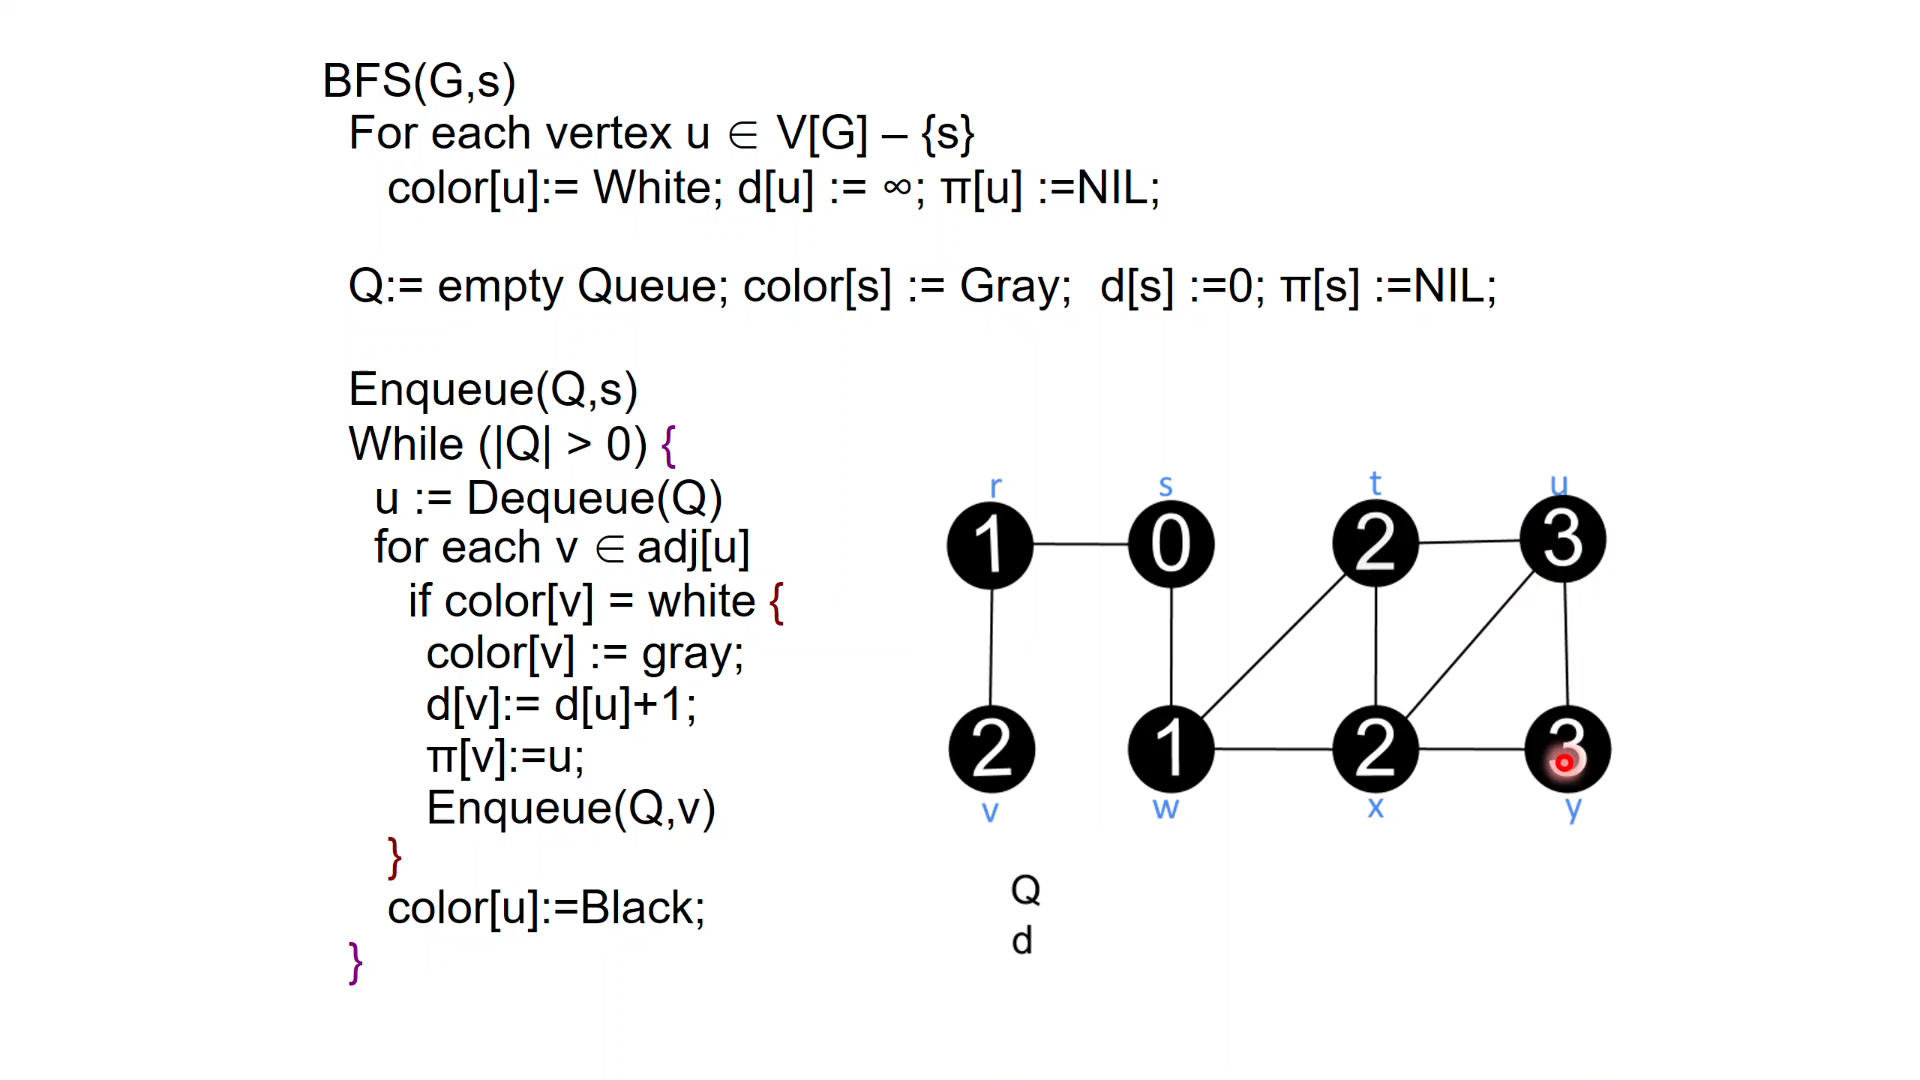 BFS(G,s)
For each vertex u ∈ V[G] – {s}
color[u]:= White; d[u] := ∞; π[u] :=NIL;
Q:= empty Queue; color[s] := Gray; d[s] :=0; π[s] :=NIL;
Enqueue(Q,s)
While (|Q| > 0) {
u := Dequeue(Q)
for each v ∈ adj[u]
if color[v] = white {
color[v] := gray;
d[v]:= d[u]+1;
π[v]:=u;
Enqueue(Q,v)
}
color[u]:=Black;
}
r s t u
1 0 2 3
2 1 2 3
v w x y
Q
d